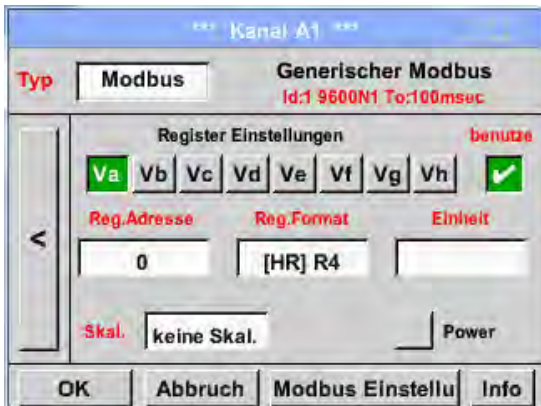 *** Kanal A1 ***
Typ Modbus Generischer Modbus
Id:1 9600N1 To:100msec
Register Einstellungen benutze
Va Vb Vc Vd Ve Vf Vg Vh
Reg.Adresse Reg.Format Einheit
< 0 [HR] R4
Skal. keine Skal. Power
OK Abbruch Modbus Einstellu Info